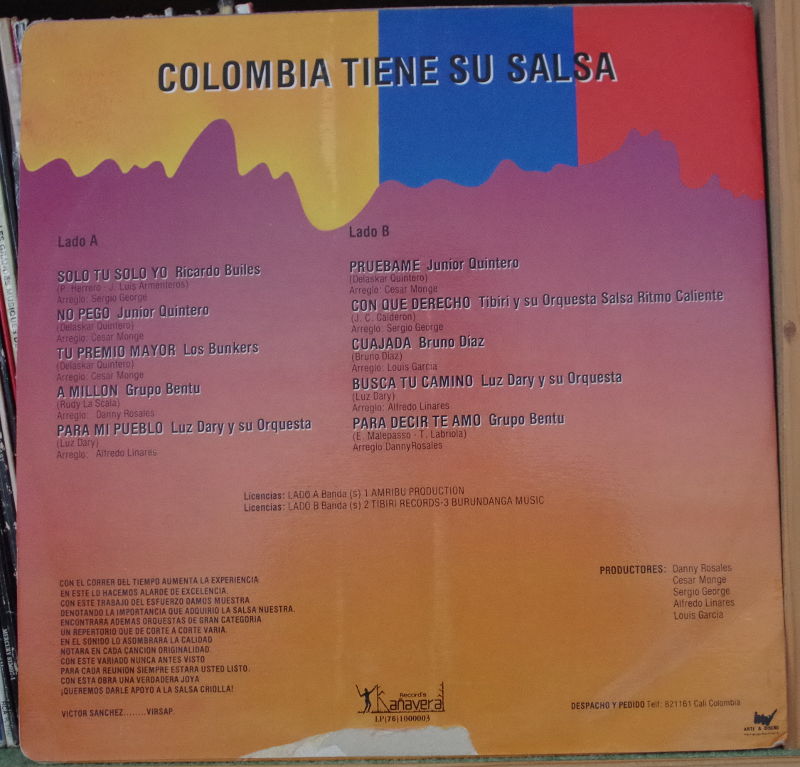 COLOMBIA TIENE SU SALSA
Lado A
SOLO TU SOLO YO Ricardo Builes
(P. Herrero - J. Luis Armenteros)
Arreglo: Sergio George
NO PEGO Junior Quintero
(Delaskar Quintero)
Arreglo: Cesar Monge
TU PREMIO MAYOR Los Bunkers
(Delaskar Quintero)
Arreglo: Cesar Monge
A MILLON Grupo Bentu
(Rudy La Scala)
Arreglo: Danny Rosales
PARA MI PUEBLO Luz Dary y su Orquesta
(Luz Dary)
Arreglo: Alfredo Linares
Lado B
PRUEBAME Junior Quintero
(Delaskar Quintero)
Arreglo: Cesar Monge
CON QUE DERECHO Tibiri y su Orquesta Salsa Ritmo Caliente
(J. C. Calderon)
Arreglo: Sergio George
CUAJADA Bruno Diaz
(Bruno Diaz)
Arreglo: Louis Garcia
BUSCA TU CAMINO Luz Dary y su Orquesta
(Luz Dary)
Arreglo: Alfredo Linares
PARA DECIR TE AMO Grupo Bentu
(E. Malepasso - T. Labriola)
Arreglo DannyRosales
Licencias: LADO A Banda (s) 1 AMRIBU PRODUCTION
Licencias: LADO B Banda (s) 2 TIBIRI RECORDS-3 BURUNDANGA MUSIC
CON EL CORRER DEL TIEMPO AUMENTA LA EXPERIENCIA
EN ESTE LO HACEMOS ALARDE DE EXCELENCIA.
CON ESTE TRABAJO DEL ESFUERZO DAMOS MUESTRA
DENOTANDO LA IMPORTANCIA QUE ADQUIRIO LA SALSA NUESTRA.
ENCONTRARA ADEMAS ORQUESTAS DE GRAN CATEGORIA
UN REPERTORIO QUE DE CORTE A CORTE VARIA.
EN EL SONIDO LO ASOMBRARA LA CALIDAD
NOTARA EN CADA CANCION ORIGINALIDAD.
CON ESTE VARIADO NUNCA ANTES VISTO
PARA CADA REUNION SIEMPRE ESTARA USTED LISTO.
CON ESTA OBRA UNA VERDADERA JOYA
¡QUEREMOS DARLE APOYO A LA SALSA CRIOLLA!
VICTOR SANCHEZ.......VIRSAP.
PRODUCTORES: Danny Rosales
Cesar Monge
Sergio George
Alfredo Linares
Louis Garcia
Record's
Kañaveral
LP(76)1000003
DESPACHO Y PEDIDO Telf: 821161 Cali Colombia
ARTE & DISEÑO